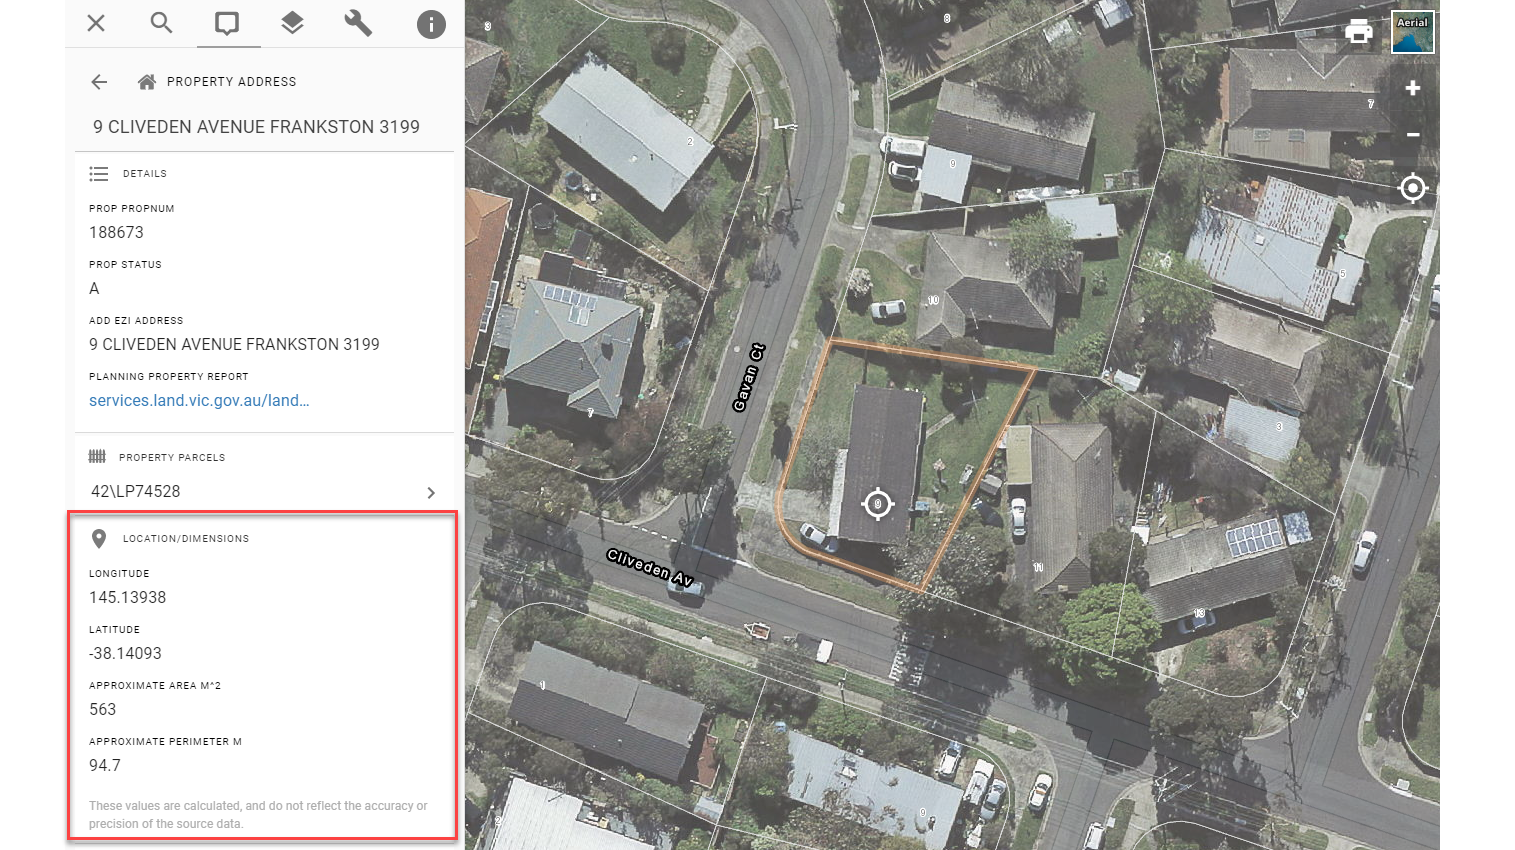 PROPERTY ADDRESS
9 CLIVEDEN AVENUE FRANKSTON 3199
DETAILS
PROP PROPNUM
188673
PROP STATUS
A
ADD EZI ADDRESS
9 CLIVEDEN AVENUE FRANKSTON 3199
PLANNING PROPERTY REPORT
services.land.vic.gov.au/land...
PROPERTY PARCELS
42\LP74528
LOCATION/DIMENSIONS
LONGITUDE
145.13938
LATITUDE
-38.14093
APPROXIMATE AREA M^2
563
APPROXIMATE PERIMETER M
94.7
These values are calculated, and do not reflect the accuracy or
precision of the source data.
Aerial
3
8
7
2
1
9
5
10
Gavan Ct
7
3
9
Cliveden Av
11
13
1
9
2